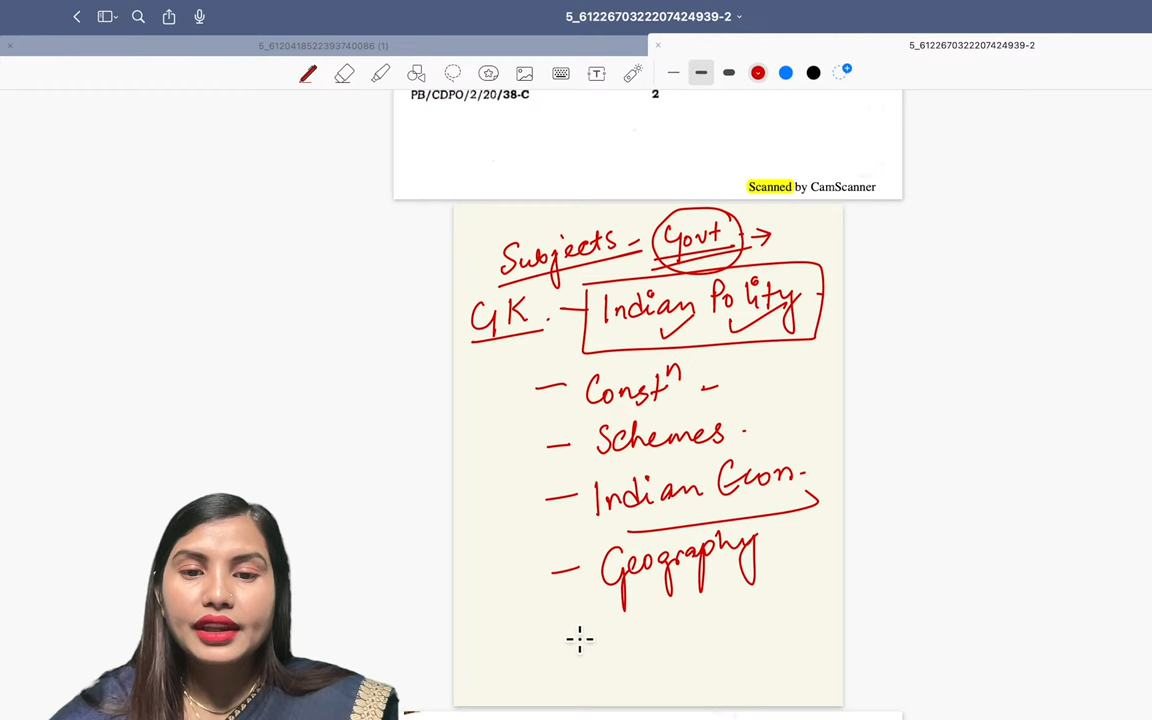 5_6122670322207424939-2
5_6120418522393740086 (1)
5_6122670322207424939-2
PB/CDPO/2/20/38-C
2
Scanned by CamScanner
Subjects = Govt →
GK. – Indian Polity
– Constⁿ –
– Schemes .
– Indian Econ.
– Geography